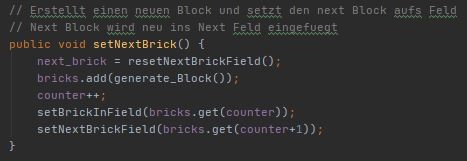 // Erstellt einen neuen Block und setzt den next Block aufs Feld
// Next Block wird neu ins Next Feld eingefuegt
public void setNextBrick() {
    next_brick = resetNextBrickField();
    bricks.add(generate_Block());
    counter++;
    setBrickInField(bricks.get(counter));
    setNextBrickField(bricks.get(counter+1));
}